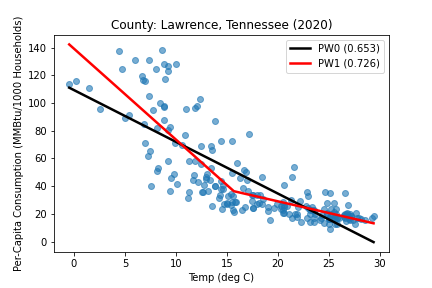 County: Lawrence, Tennessee (2020)
Per-Capita Consumption (MMBtu/1000 Households)
140
120
100
80
60
40
20
0
PW0 (0.653)
PW1 (0.726)
0 5 10 15 20 25 30
Temp (deg C)